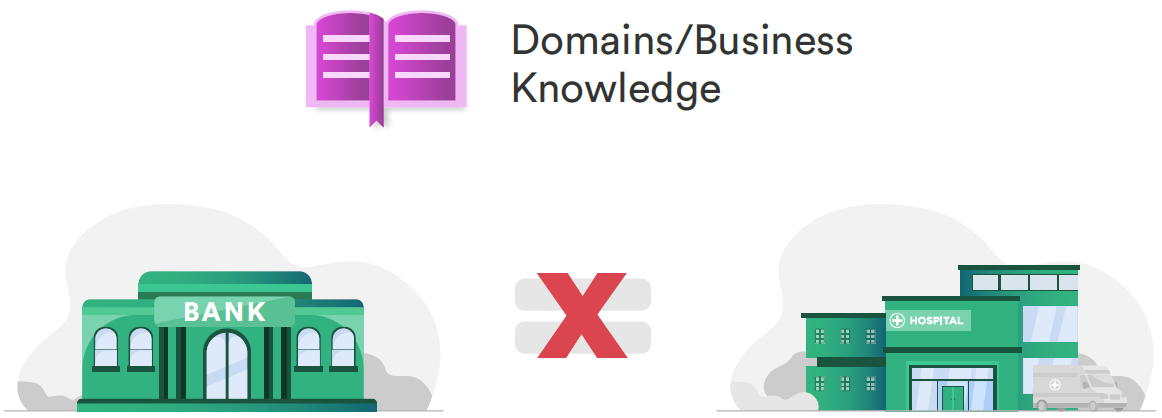 Domains/Business
Knowledge
BANK
HOSPITAL